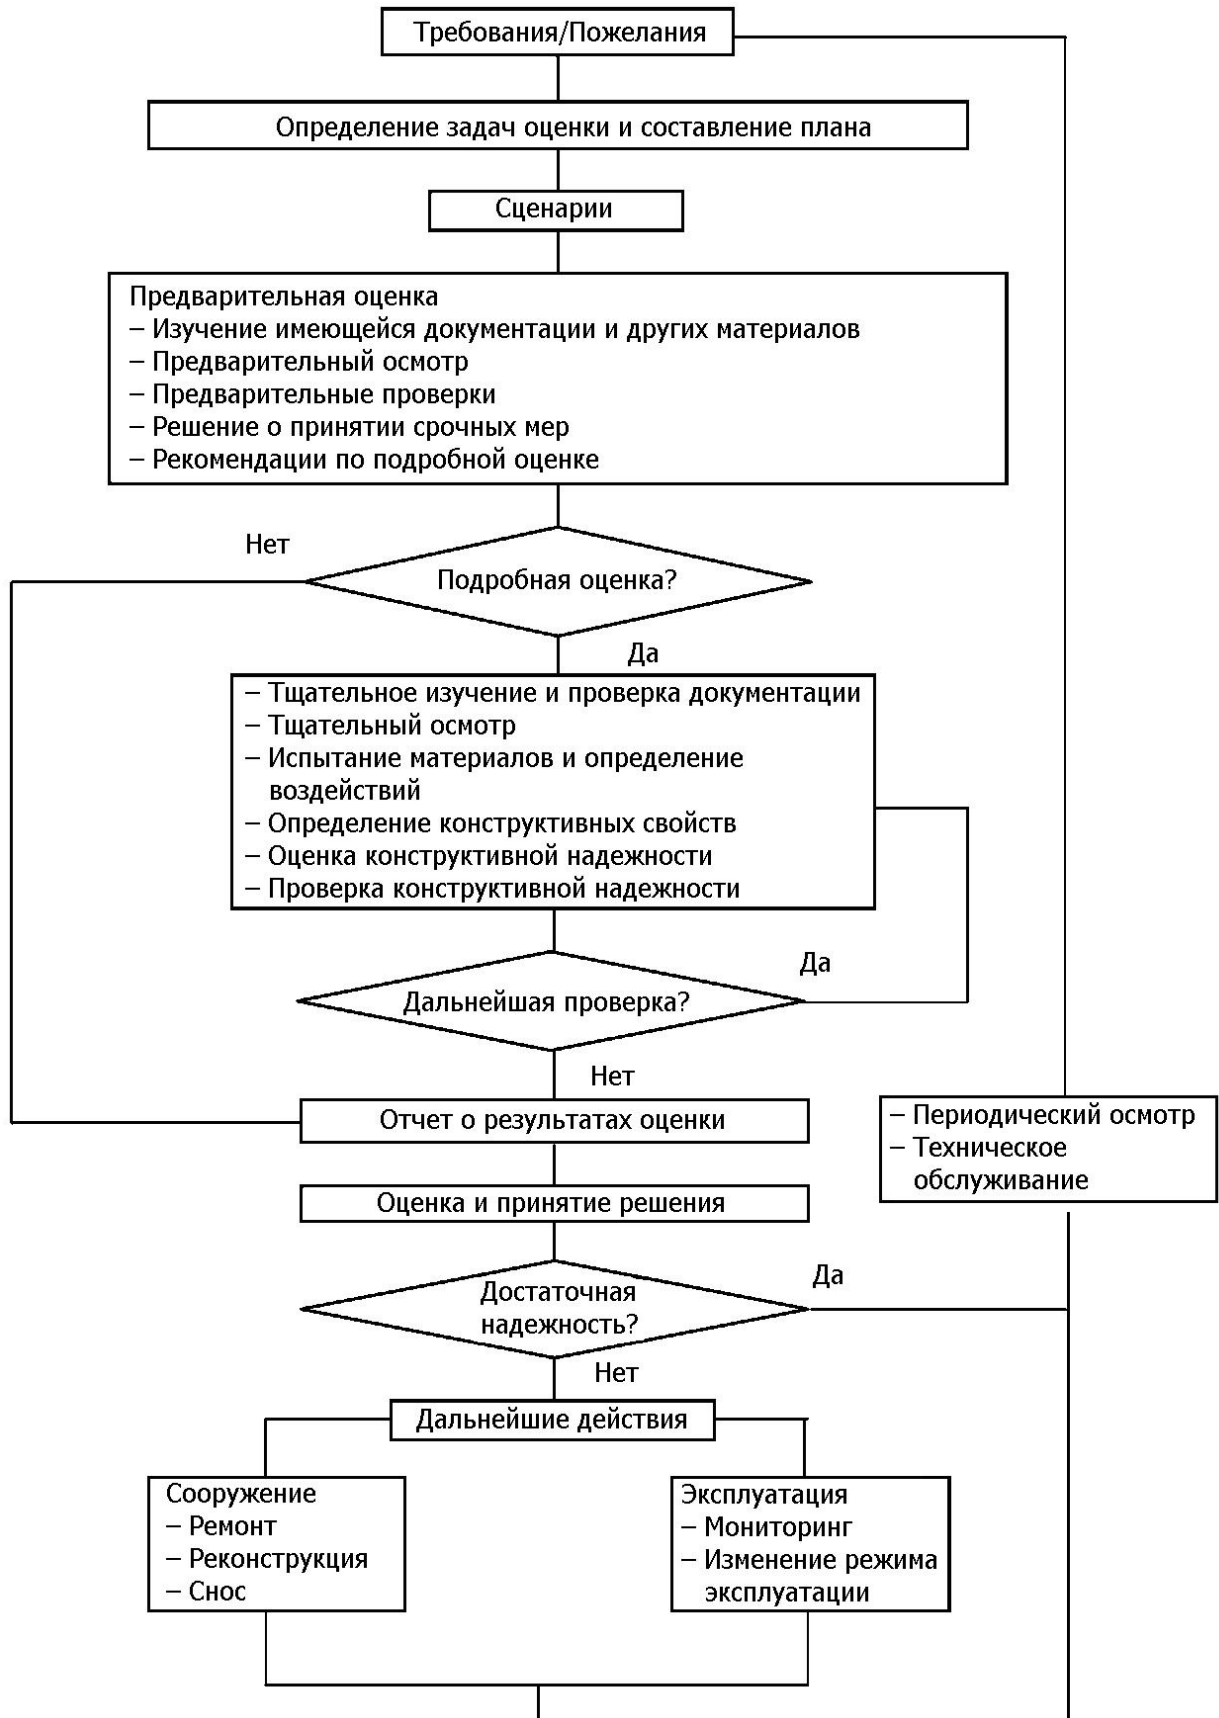 Требования/Пожелания
Определение задач оценки и составление плана
Сценарии
Предварительная оценка
– Изучение имеющейся документации и других материалов
– Предварительный осмотр
– Предварительные проверки
– Решение о принятии срочных мер
– Рекомендации по подробной оценке
Нет
Подробная оценка?
Да
– Тщательное изучение и проверка документации
– Тщательный осмотр
– Испытание материалов и определение
воздействий
– Определение конструктивных свойств
– Оценка конструктивной надежности
– Проверка конструктивной надежности
Да
Дальнейшая проверка?
Нет
Отчет о результатах оценки
– Периодический осмотр
– Техническое
обслуживание
Оценка и принятие решения
Да
Достаточная
надежность?
Нет
Дальнейшие действия
Сооружение
– Ремонт
– Реконструкция
– Снос
Эксплуатация
– Мониторинг
– Изменение режима
эксплуатации